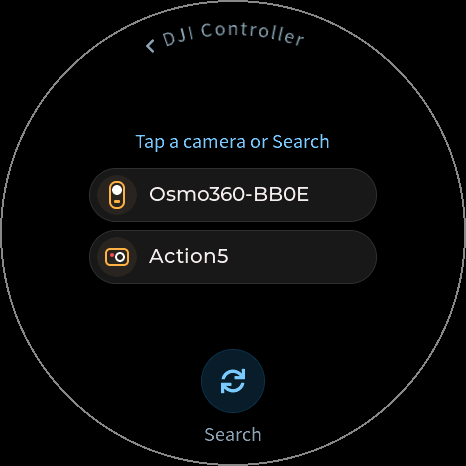 DJI Controller
Tap a camera or Search
Osmo360-BB0E
Action5
Search